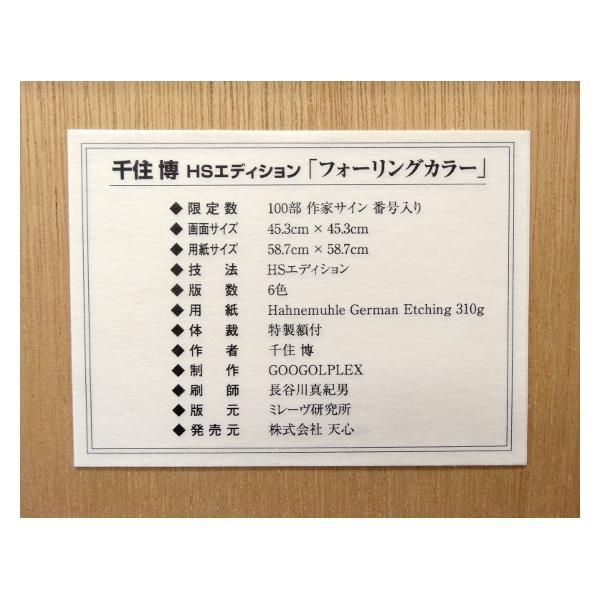 千住 博 HSエディション「フォーリングカラー」
◆ 限定数 100部 作家サイン 番号入り
◆ 画面サイズ 45.3cm × 45.3cm
◆ 用紙サイズ 58.7cm × 58.7cm
◆ 技法 HSエディション
◆ 版数 6色
◆ 用紙 Hahnemuhle German Etching 310g
◆ 体裁 特製額付
◆ 作者 千住 博
◆ 制作 GOOGOLPLEX
◆ 刷師 長谷川真紀男
◆ 版元 ミレーヴ研究所
◆ 発売元 株式会社 天心